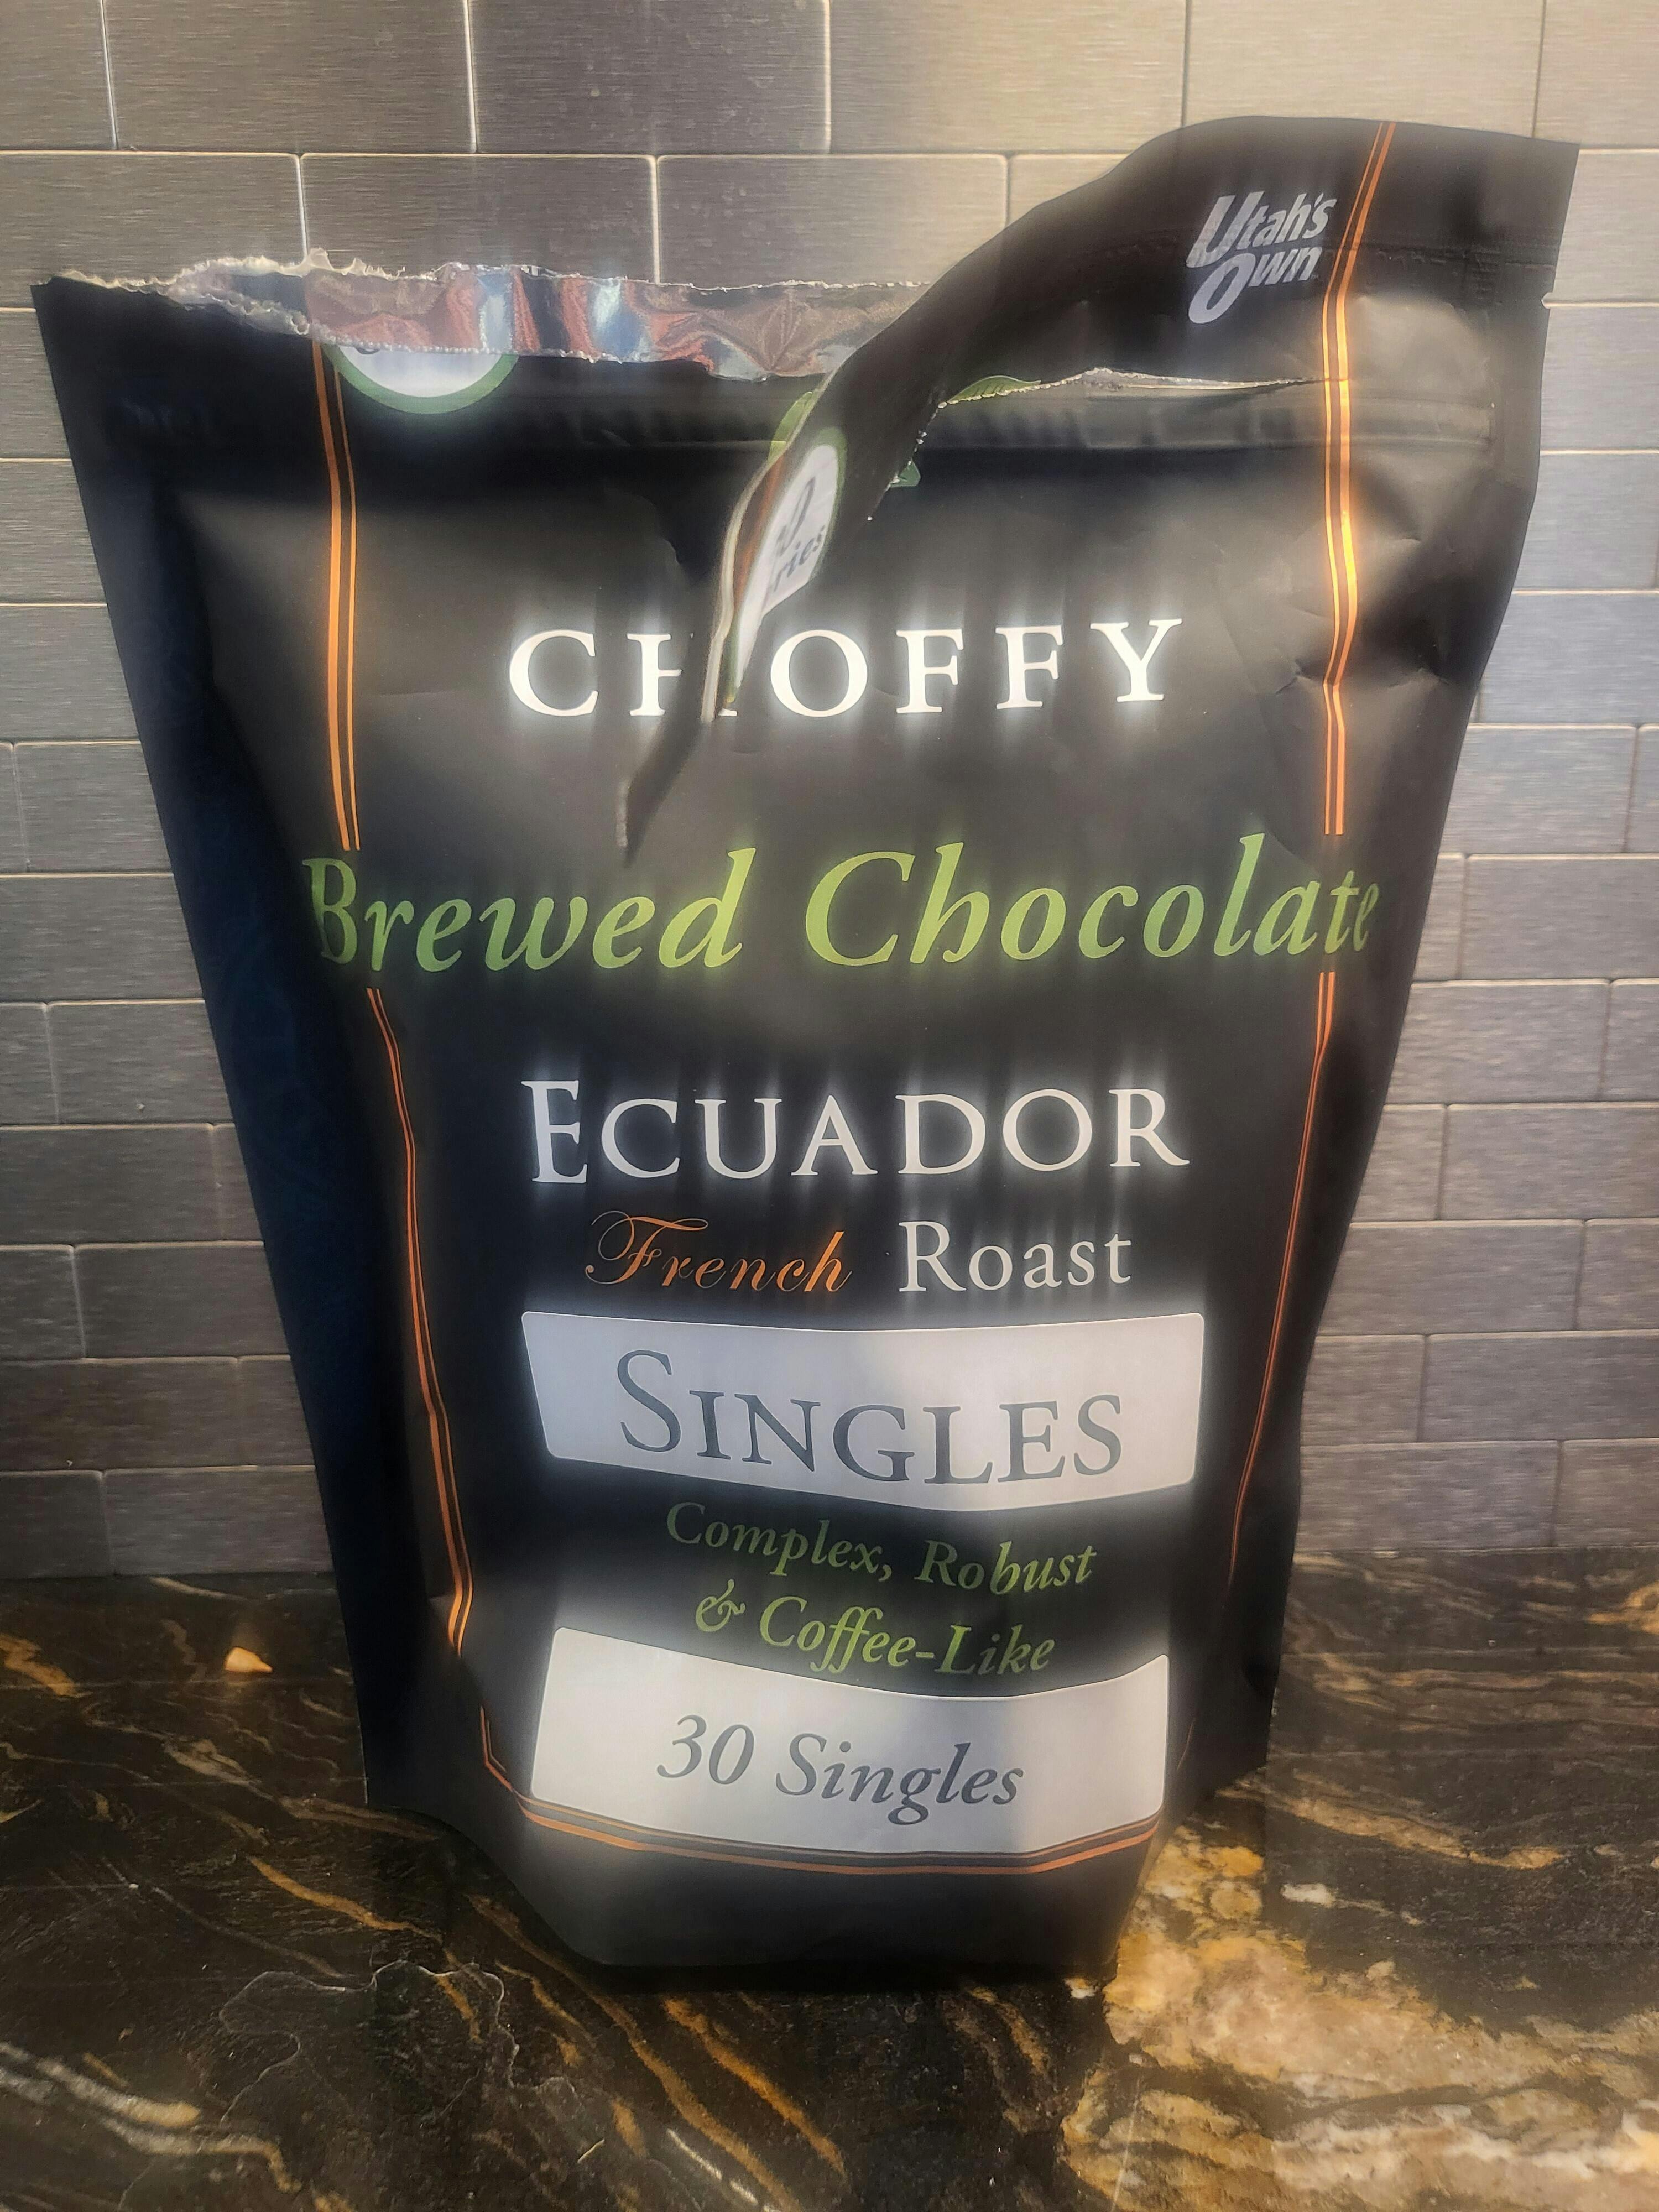 Utah's
Own
CHOFFY
Brewed Chocolate
ECUADOR
French Roast
SINGLES
Complex, Robust
& Coffee-Like
30 Singles